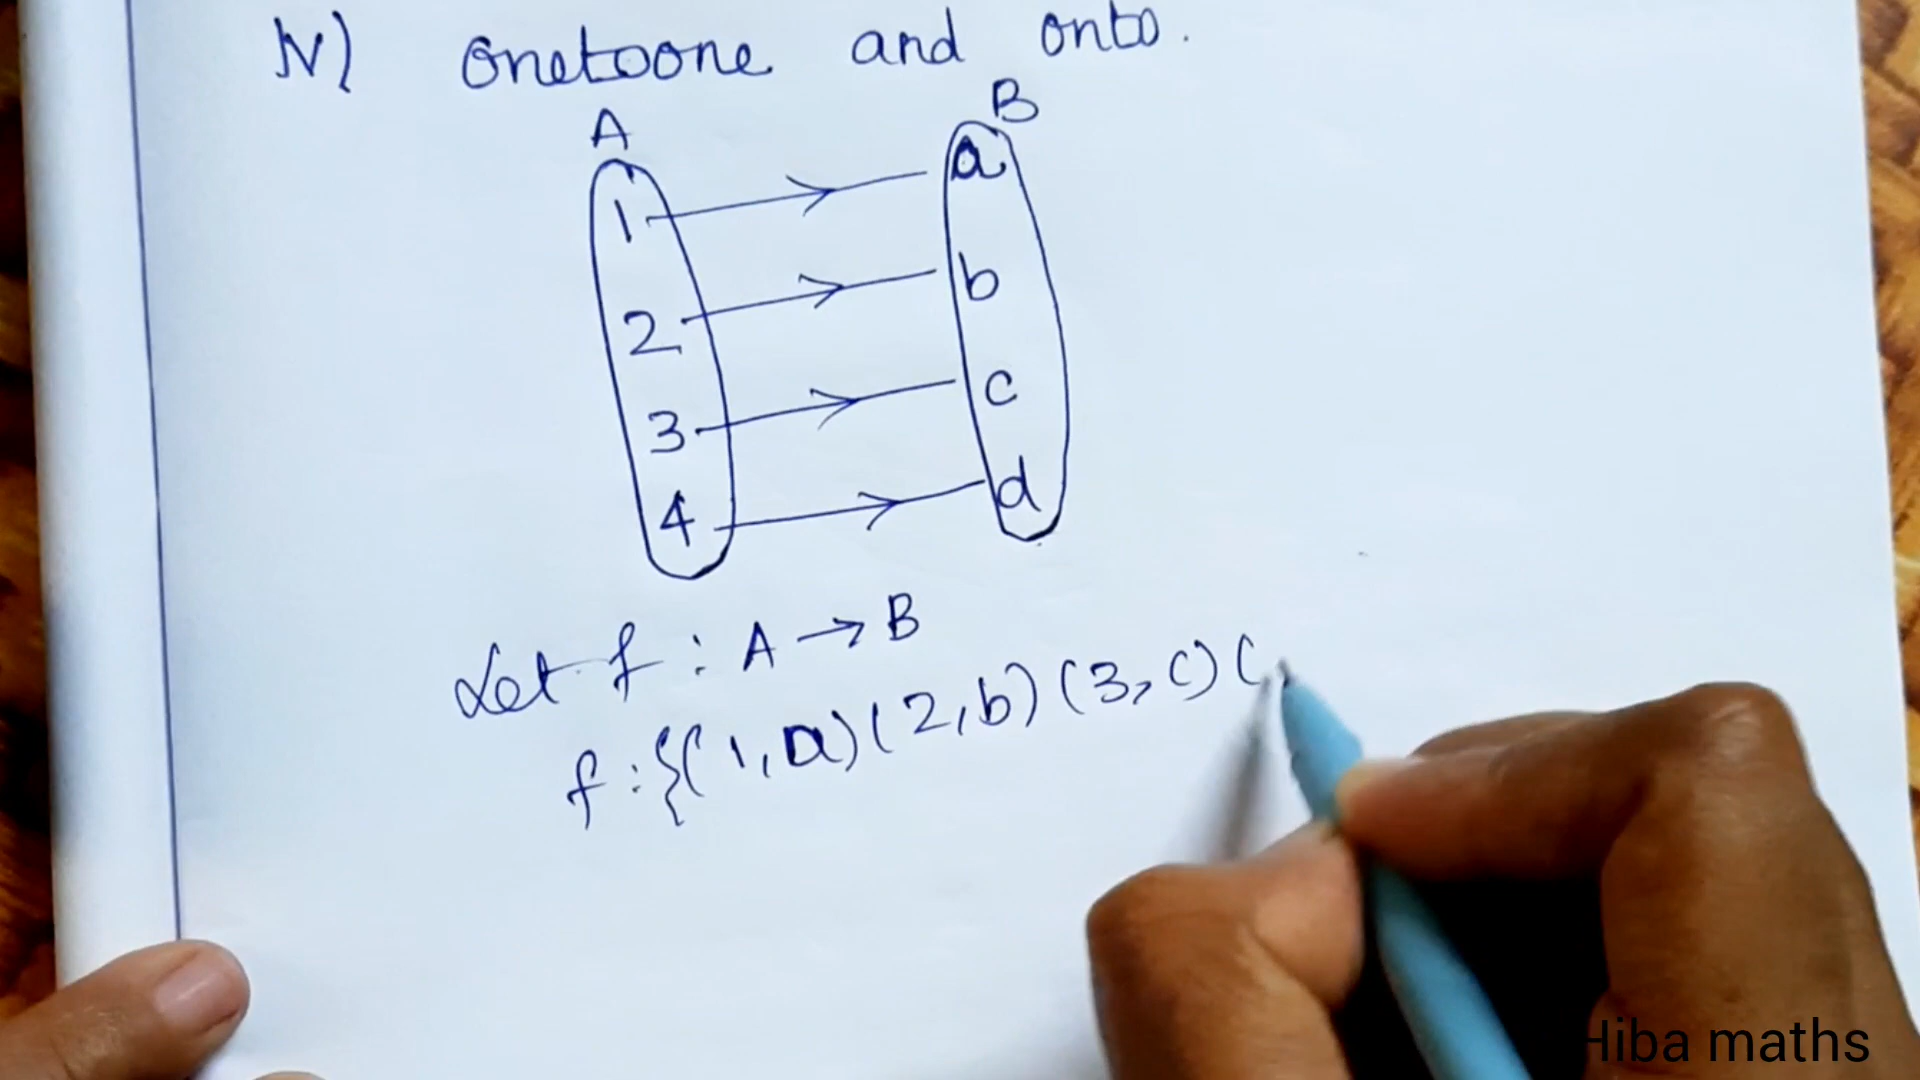 IV) onetoone and onto.
A B
1 a
2 b
3 c
4 d
Let f : A → B
f : {(1,a)(2,b)(3,c)(
Hiba maths